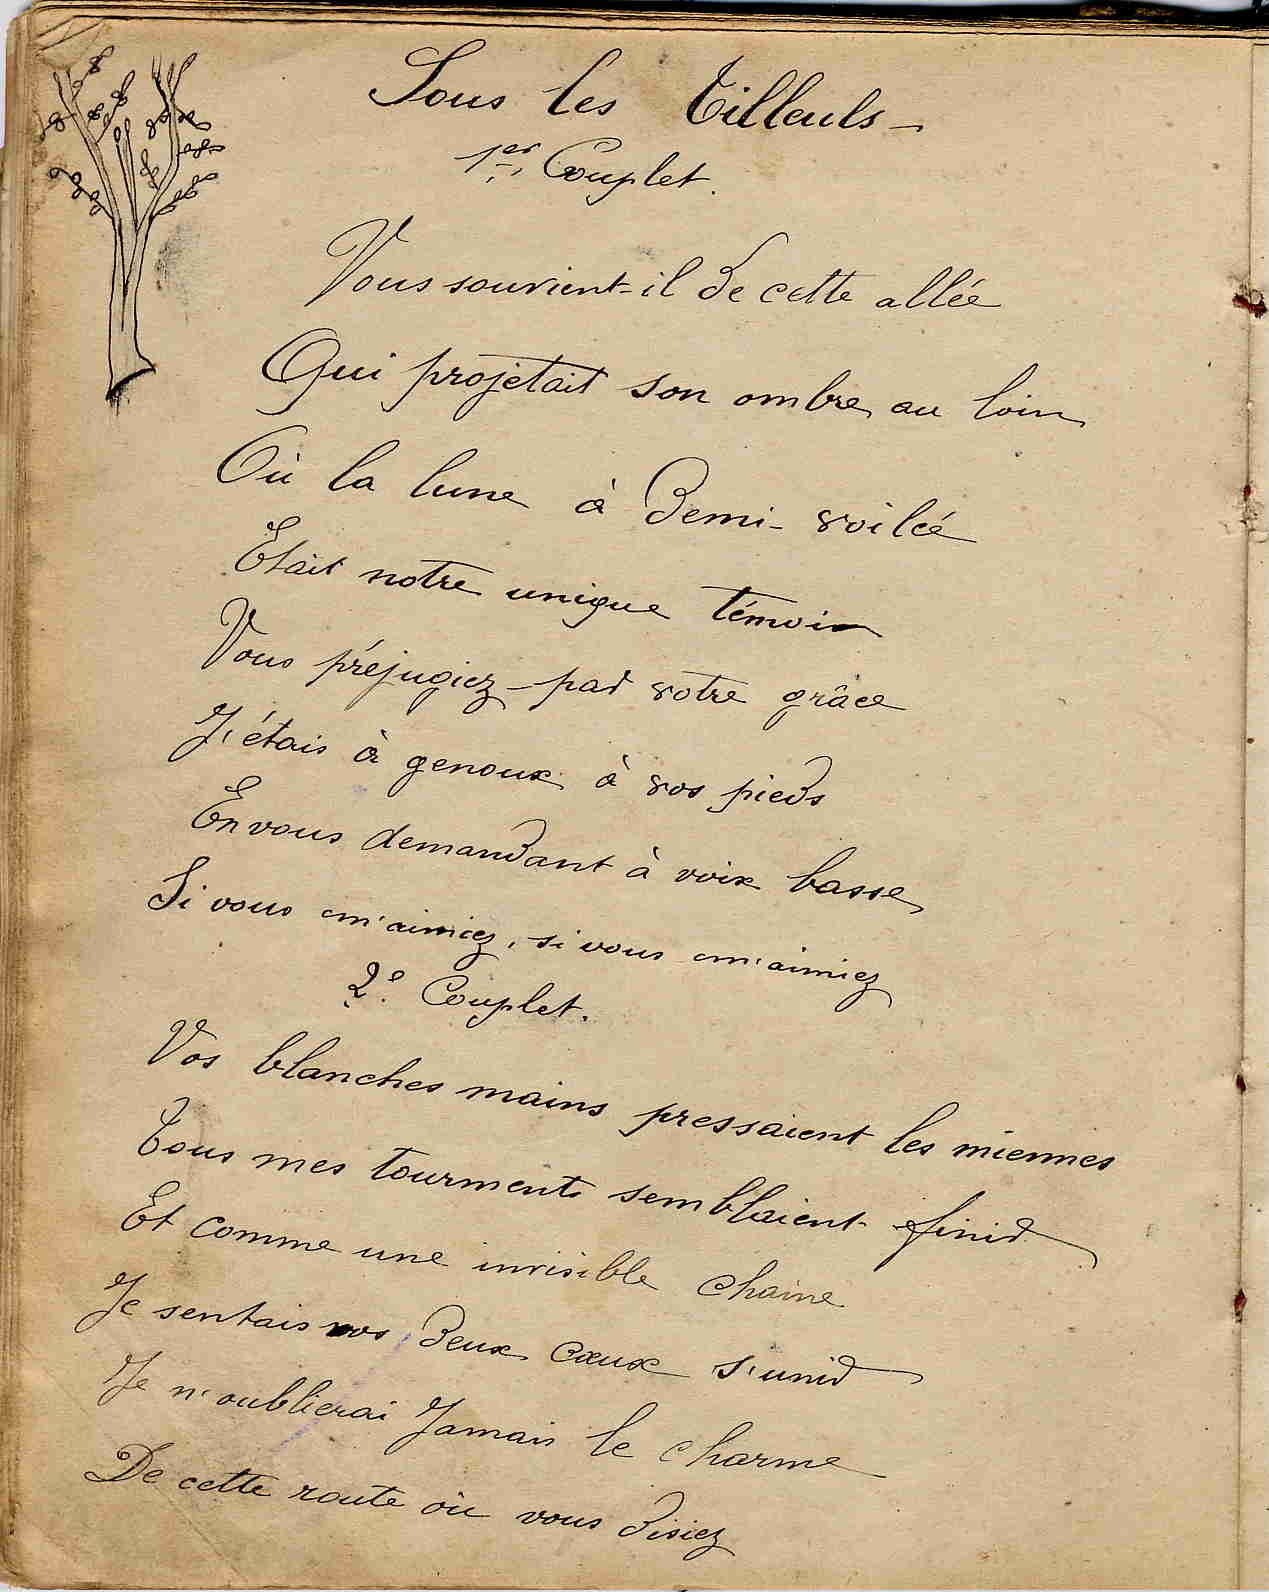 Sous les Tilleuls –
1er Couplet.
Vous souvient-il de cette allée
Qui projetait son ombre au loin
Où la lune à demi-voilée
Etait notre unique témoin
Vous préjugiez par votre grâce
J'étais à genoux à vos pieds
En vous demandant à voix basse
Si vous m'aimiez, si vous m'aimiez
2e Couplet.
Vos blanches mains pressaient les miennes
Tous mes tourments semblaient finir
Et comme une invisible chaine
Je sentais nos deux cœux s'unir
Je n'oublierai Jamais le charme
De cette route où vous disiez